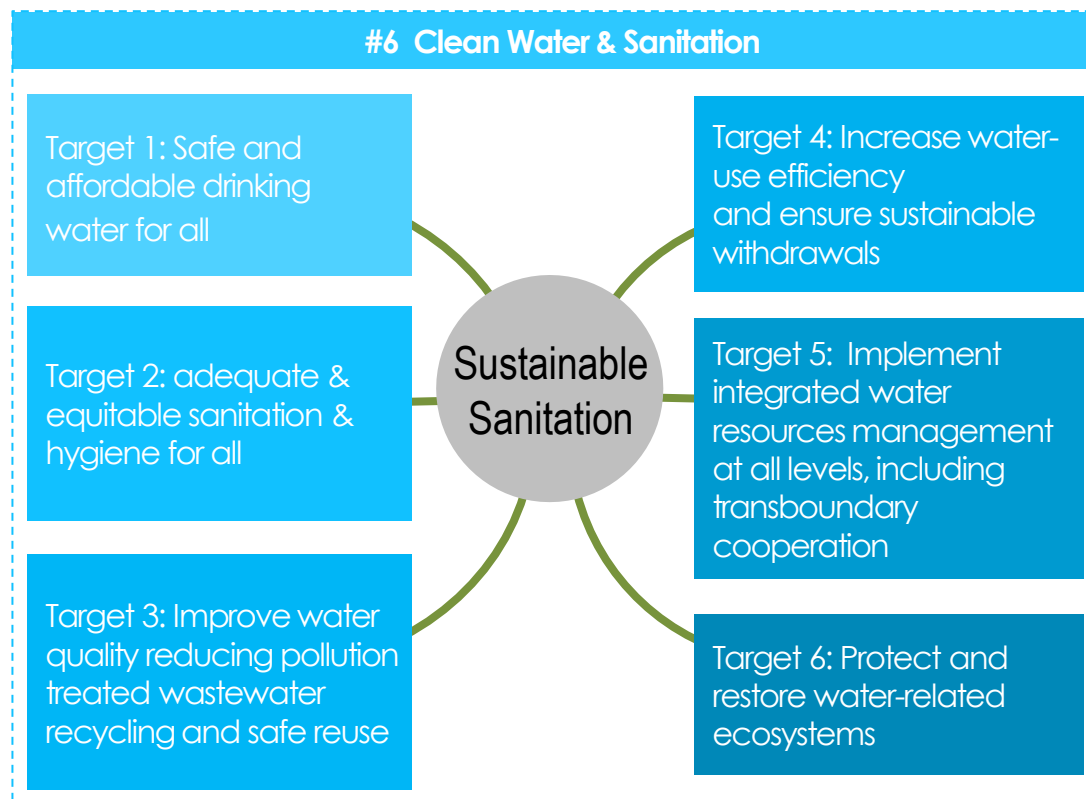 #6 Clean Water & Sanitation
Target 1: Safe and
affordable drinking
water for all
Target 2: adequate &
equitable sanitation &
hygiene for all
Target 3: Improve water
quality reducing pollution
treated wastewater
recycling and safe reuse
Sustainable
Sanitation
Target 4: Increase water-
use efficiency
and ensure sustainable
withdrawals
Target 5: Implement
integrated water
resources management
at all levels, including
transboundary
cooperation
Target 6: Protect and
restore water-related
ecosystems